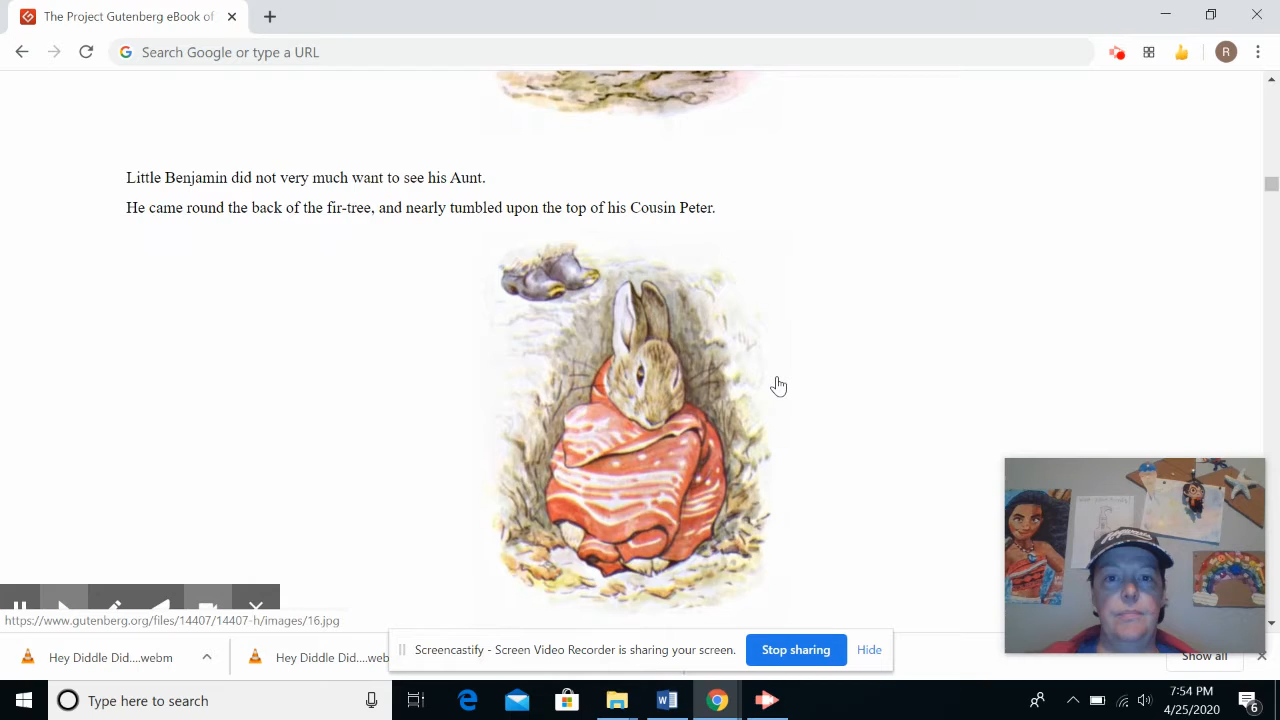 The Project Gutenberg eBook of
Search Google or type a URL
R
Little Benjamin did not very much want to see his Aunt.
He came round the back of the fir-tree, and nearly tumbled upon the top of his Cousin Peter.
https://www.gutenberg.org/files/14407/14407-h/images/16.jpg
Hey Diddle Did....webm
Hey Diddle Did....web
Screencastify - Screen Video Recorder is sharing your screen.
Stop sharing
Hide
Show all
Type here to search
7:54 PM
4/25/2020
6